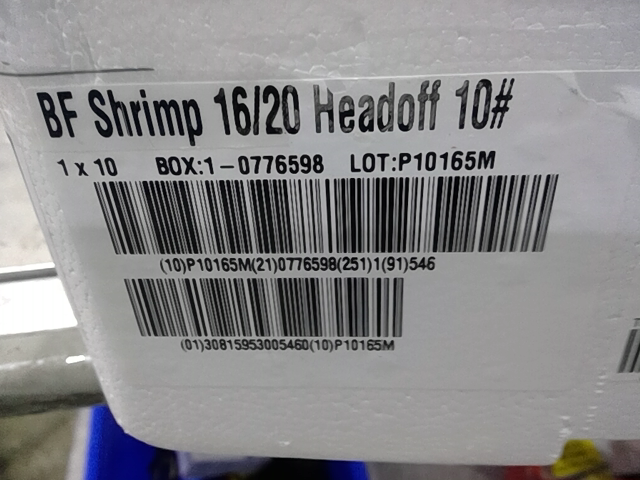 BF Shrimp 16/20 Headoff 10#
1 x 10 BOX:1-0776598 LOT:P10165M
(10)P10165M(21)0776598(251)1(91)546
(01)30815953005460(10)P10165M